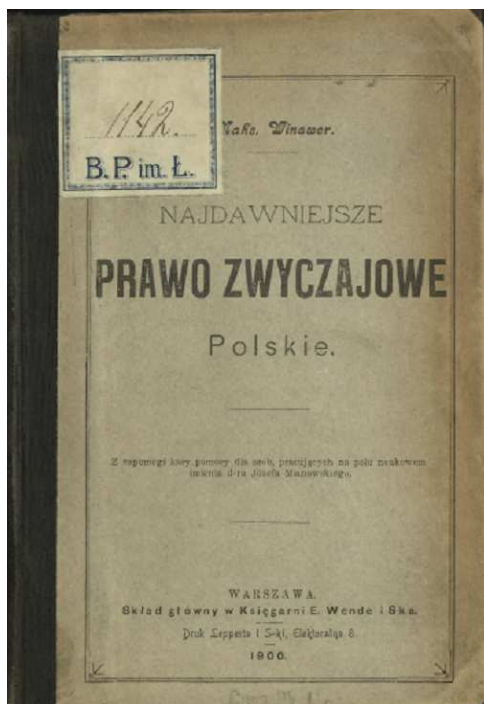 1142.
B. P. im. Ł.
Maks. Winawer.
NAJDAWNIEJSZE
PRAWO ZWYCZAJOWE
Polskie.
Z zapomogi kasy pomocy dla osób, pracujących na polu naukowem
imienia d-ra Józefa Mianowskiego.
WARSZAWA.
Skład główny w Księgarni E. Wende i Ska.
Druk Lepperta i S-ki, Elektoralna 8.
1900.